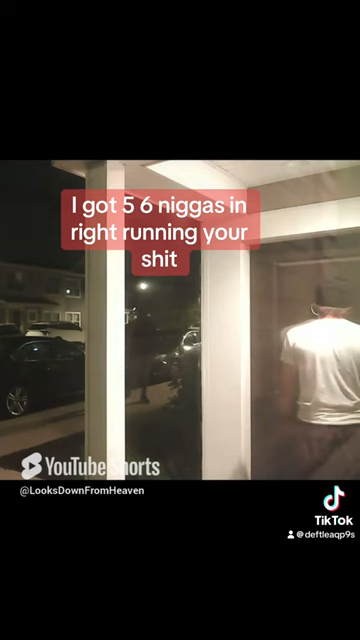 I got 5 6 niggas in
right running your
shit
YouTube Shorts
@LooksDownFromHeaven
TikTok
@deftleaqp9s